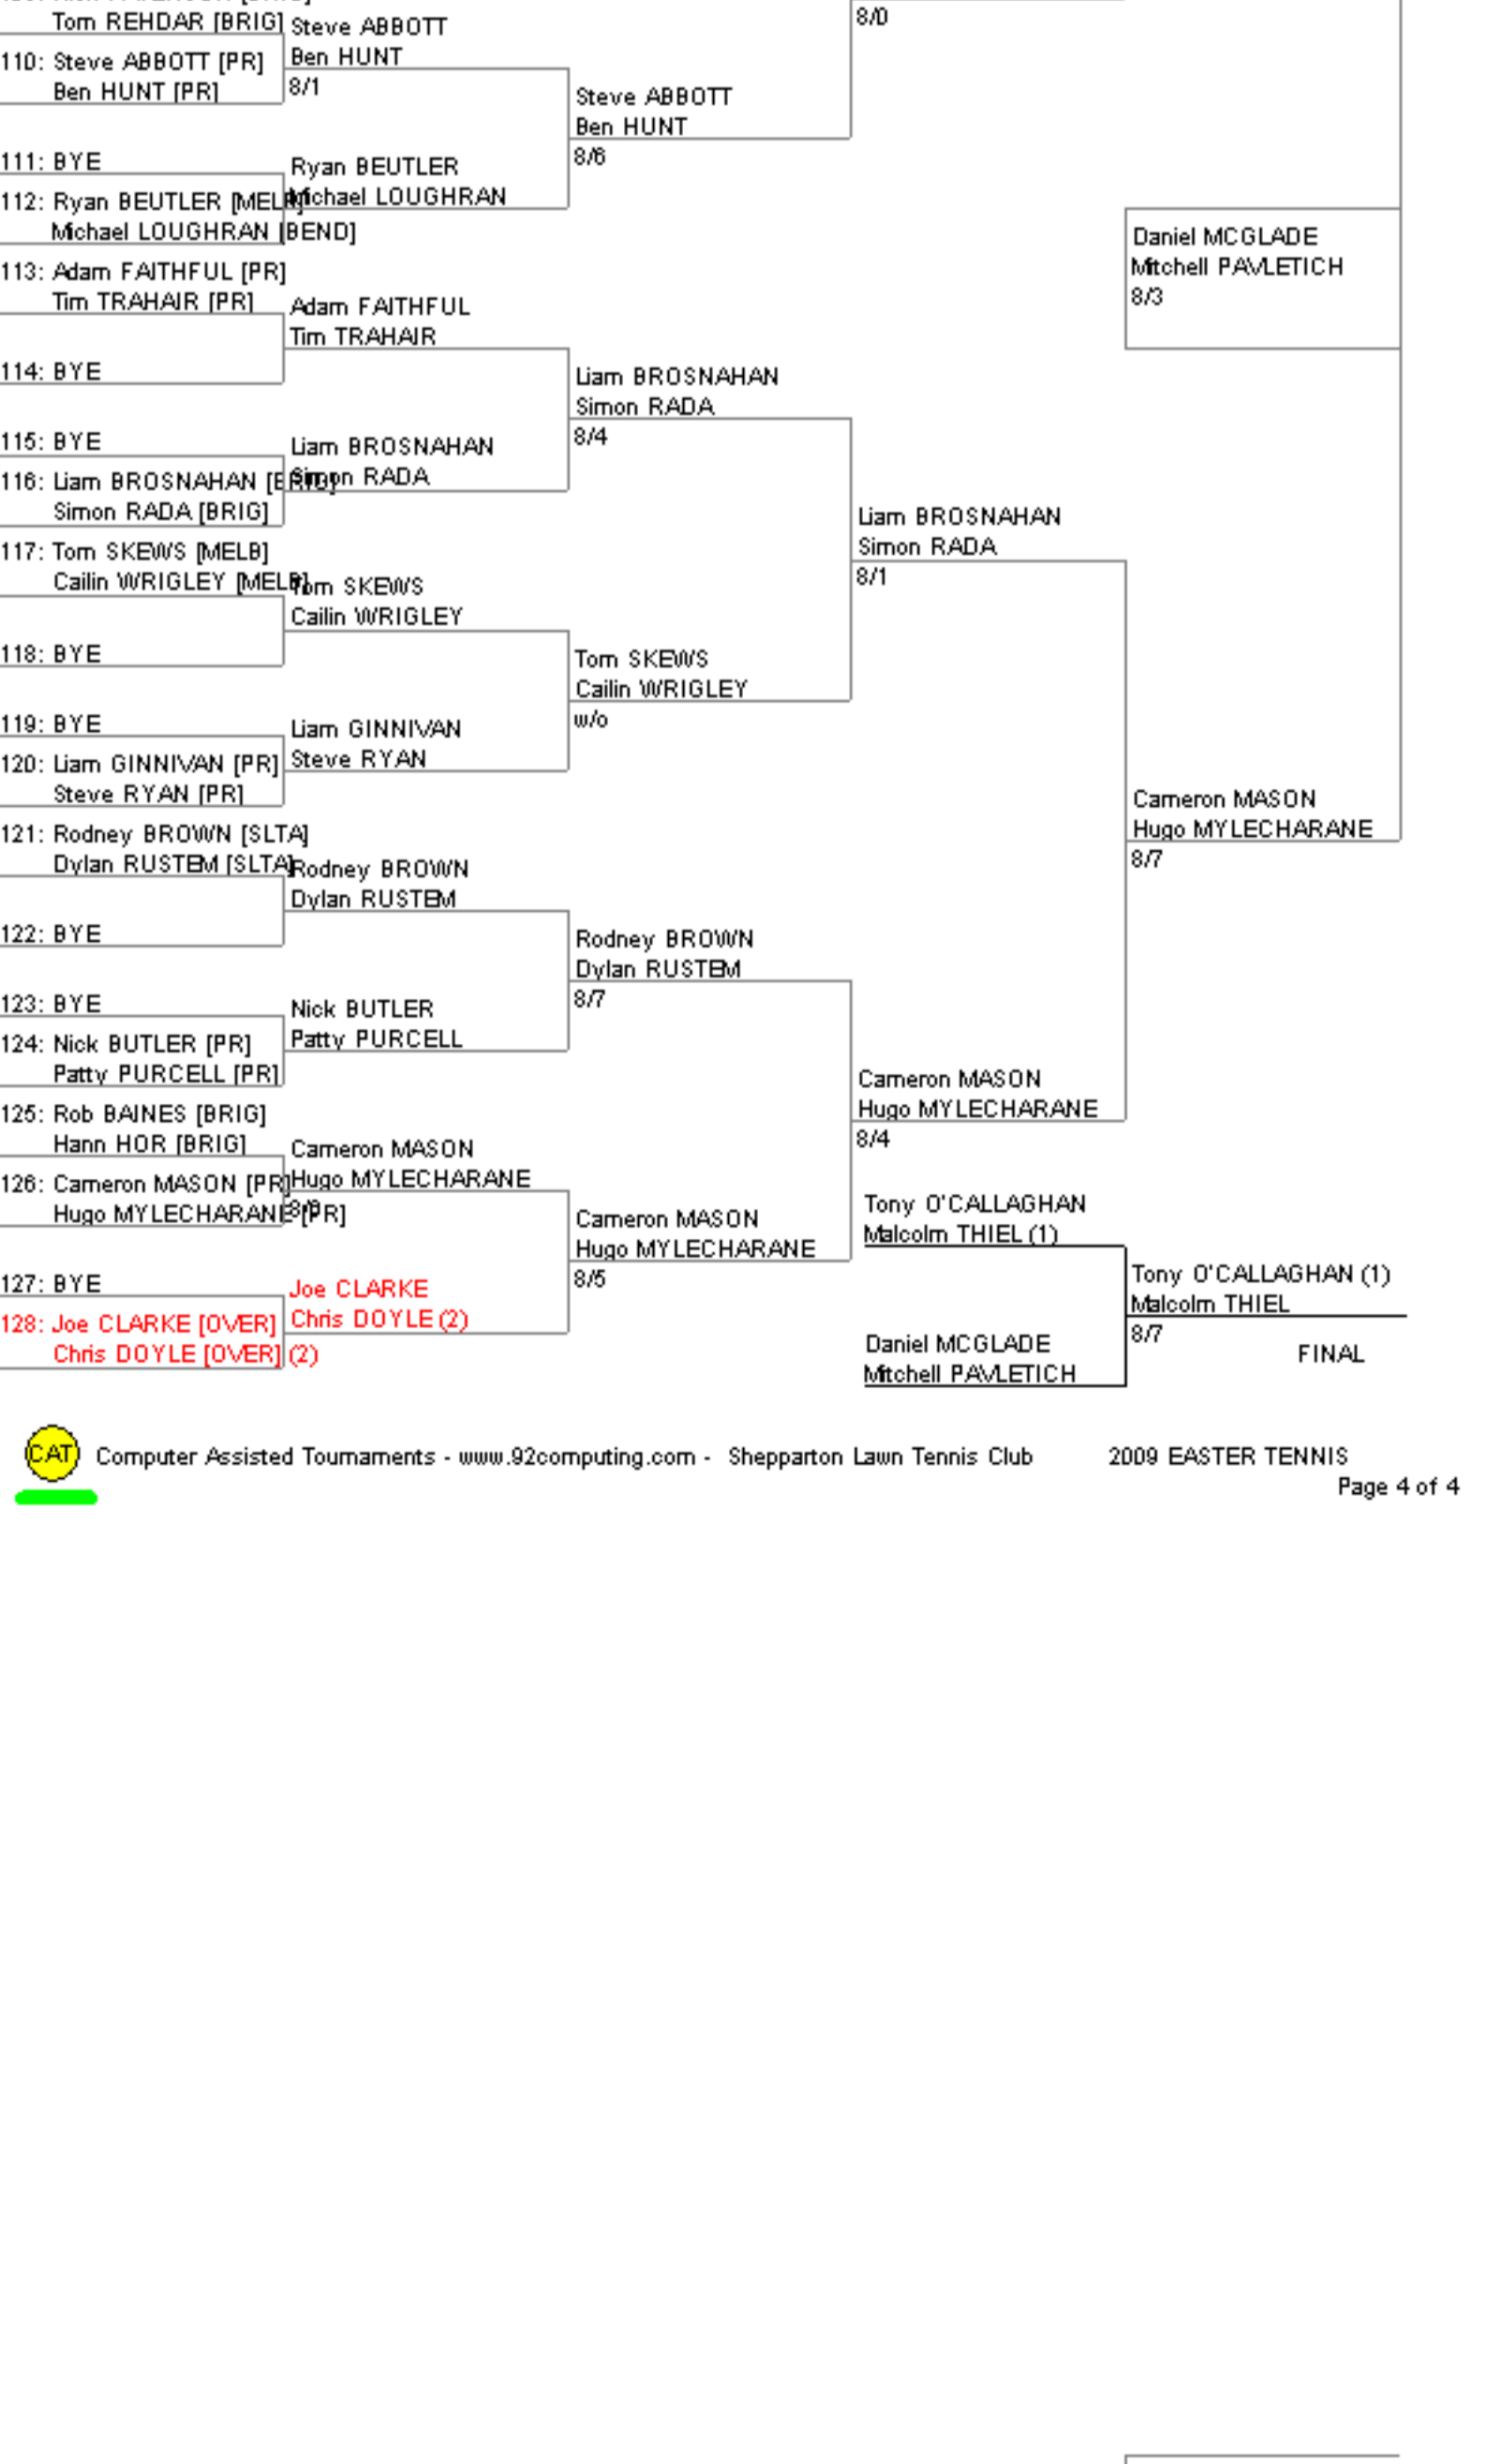 Tom REHDAR [BRIG]
110: Steve ABBOTT [PR]
Ben HUNT [PR]
111: BYE
112: Ryan BEUTLER [MELB]
Michael LOUGHRAN [BEND]
113: Adam FAITHFUL [PR]
Tim TRAHAIR [PR]
114: BYE
115: BYE
116: Liam BROSNAHAN [BRIG]
Simon RADA [BRIG]
117: Tom SKEWS [MELB]
Cailin WRIGLEY [MELB]
118: BYE
119: BYE
120: Liam GINNIVAN [PR]
Steve RYAN [PR]
121: Rodney BROWN [SLTA]
Dylan RUSTEM [SLTA]
122: BYE
123: BYE
124: Nick BUTLER [PR]
Patty PURCELL [PR]
125: Rob BAINES [BRIG]
Hann HOR [BRIG]
126: Cameron MASON [PR]
Hugo MYLECHARANE [PR]
127: BYE
128: Joe CLARKE [OVER]
Chris DOYLE [OVER] (2)
Steve ABBOTT
Ben HUNT
8/1
Ryan BEUTLER
Michael LOUGHRAN
Adam FAITHFUL
Tim TRAHAIR
Liam BROSNAHAN
Simon RADA
Tom SKEWS
Cailin WRIGLEY
Liam GINNIVAN
Steve RYAN
Rodney BROWN
Dylan RUSTEM
Nick BUTLER
Patty PURCELL
Cameron MASON
Hugo MYLECHARANE
Joe CLARKE
Chris DOYLE (2)
Steve ABBOTT
Ben HUNT
8/6
Liam BROSNAHAN
Simon RADA
8/4
Tom SKEWS
Cailin WRIGLEY
w/o
Rodney BROWN
Dylan RUSTEM
8/7
Cameron MASON
Hugo MYLECHARANE
8/5
8/0
Liam BROSNAHAN
Simon RADA
8/1
Cameron MASON
Hugo MYLECHARANE
8/4
Daniel MCGLADE
Mitchell PAVLETICH
8/3
Cameron MASON
Hugo MYLECHARANE
8/7
Tony O'CALLAGHAN
Malcolm THIEL (1)
Daniel MCGLADE
Mitchell PAVLETICH
Tony O'CALLAGHAN (1)
Malcolm THIEL
8/7
FINAL
CAT Computer Assisted Tournaments - www.92computing.com - Shepparton Lawn Tennis Club 2009 EASTER TENNIS
Page 4 of 4